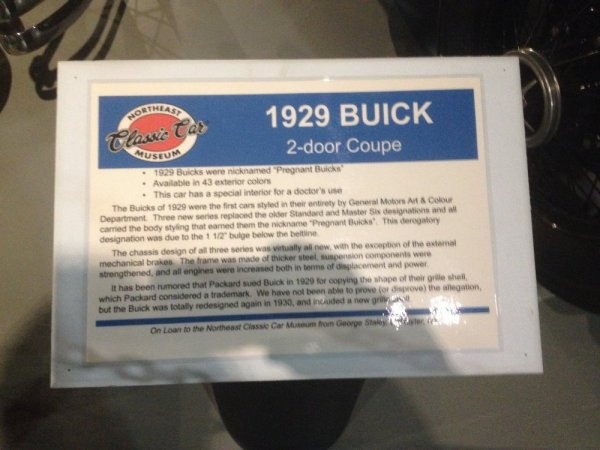 NORTHEAST
Classic Car
MUSEUM
1929 BUICK
2-door Coupe
• 1929 Buicks were nicknamed "Pregnant Buicks"
• Available in 43 exterior colors
• This car has a special interior for a doctor's use
The Buicks of 1929 were the first cars styled in their entirety by General Motors Art & Colour
Department. Three new series replaced the older Standard and Master Six designations and all
carried the body styling that earned them the nickname "Pregnant Buicks". This derogatory
designation was due to the 1 1/2" bulge below the beltline.
The chassis design of all three series was virtually all new, with the exception of the external
mechanical brakes. The frame was made of thicker steel, suspension components were
strengthened, and all engines were increased both in terms of displacement and power.
It has been rumored that Packard sued Buick in 1929 for copying the shape of their grille shell,
which Packard considered a trademark. We have not been able to prove (or disprove) the allegation,
but the Buick was totally redesigned again in 1930, and included a new grille
On Loan to the Northeast Classic Car Museum from George Staley,